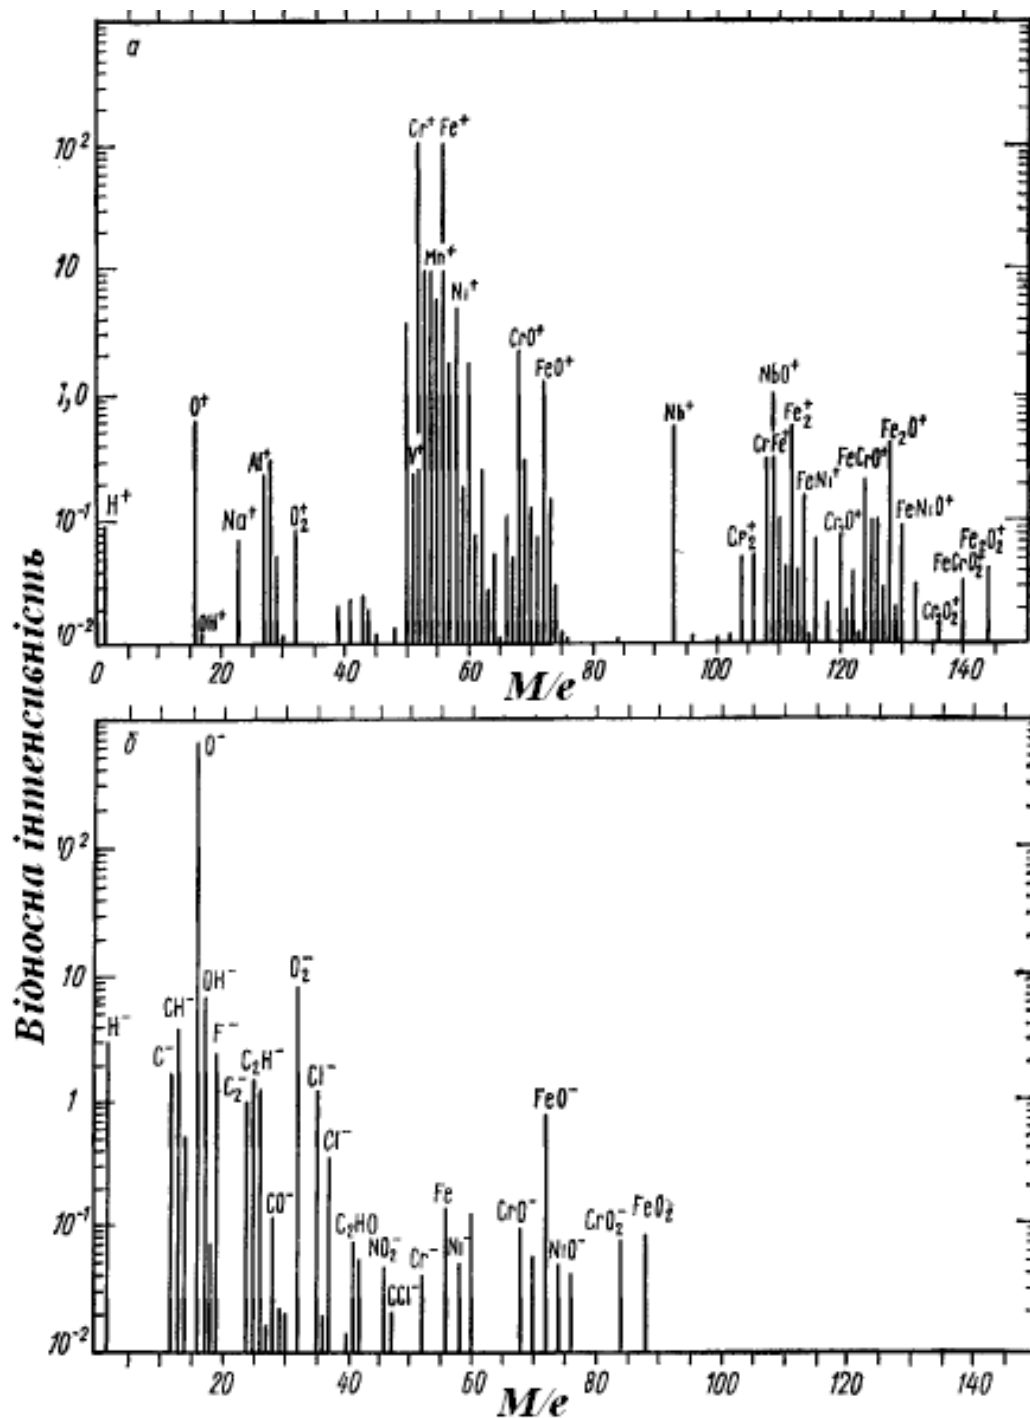 Відносна інтенсивність
а
10²
10
1,0
10⁻¹
10⁻²
H⁺
O⁺
OH⁺
Na⁺
Al⁺
O₂⁺
Cr⁺ Fe⁺
Mn⁺
Ni⁺
V⁺
CrO⁺
FeO⁺
Nb⁺
NbO⁺
CrFe⁺
Fe₂⁺
Cr₂⁺
FeNi⁺
FeCrO⁺
Fe₂O⁺
Cr₂O⁺
FeNiO⁺
FeCrO₂⁺
Fe₂O₂⁺
Cr₂O₂⁺
0 20 40 60 80 100 120 140
M/e
б
10²
10
1
10⁻¹
10⁻²
H⁻
C⁻
CH⁻
O⁻
OH⁻
F⁻
C₂⁻
C₂H⁻
CO⁻
O₂⁻
Cl⁻
Cl⁻
C₂HO
NO₂⁻
CCl⁻
Cr⁻
Fe
Ni⁻
CrO⁻
FeO⁻
NiO⁻
CrO₂⁻
FeO₂⁻
20 40 60 80 100 120 140
M/e